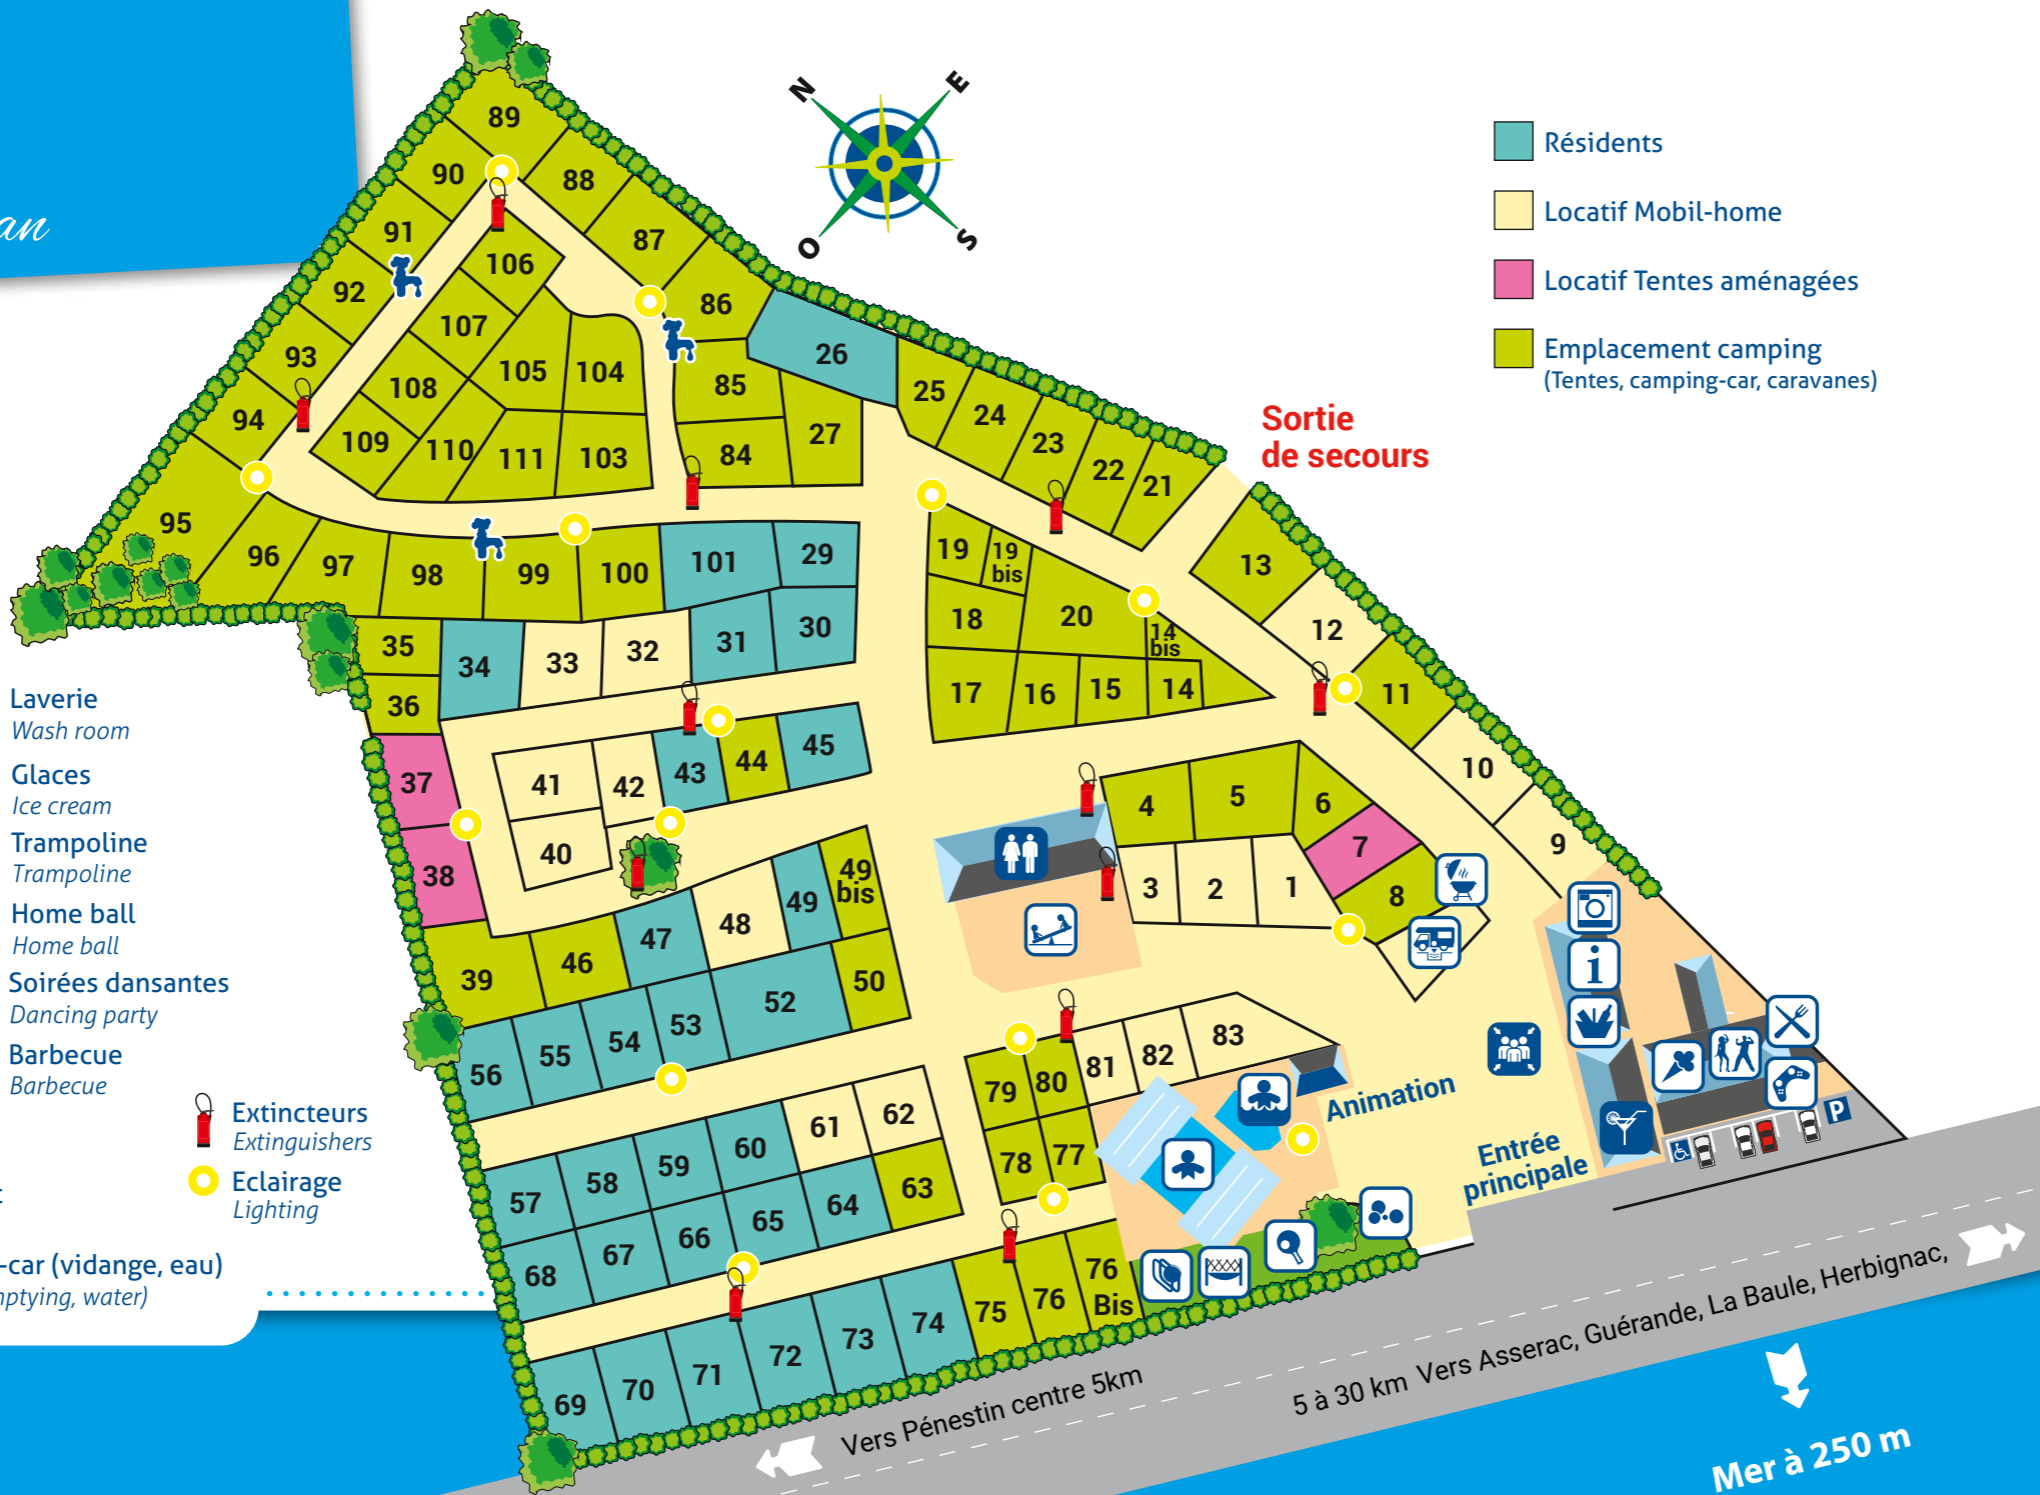 an
N
E
O
S
Résidents
Locatif Mobil-home
Locatif Tentes aménagées
Emplacement camping
(Tentes, camping-car, caravanes)
Sortie
de secours
89
90
88
91
87
106
92
86
107
26
93
105
104
85
25
108
24
94
27
23
109
110
111
103
84
22
21
95
96
97
98
99
100
101
29
19
19
bis
13
18
20
14
bis
12
35
34
33
32
31
30
36
17
16
15
14
11
37
41
42
43
44
45
10
40
4
5
6
38
7
9
3
2
1
8
39
46
47
48
49
49
bis
50
56
55
54
53
52
81
82
83
79
80
61
62
57
58
59
60
78
77
63
68
67
66
65
64
69
70
71
72
73
74
75
76
76
Bis
Animation
Entrée
principale
i
P
Laverie
Wash room
Glaces
Ice cream
Trampoline
Trampoline
Home ball
Home ball
Soirées dansantes
Dancing party
Barbecue
Barbecue
Extincteurs
Extinguishers
Eclairage
Lighting
-car (vidange, eau)
nptying, water)
Vers Pénestin centre 5km
5 à 30 km Vers Asserac, Guérande, La Baule, Herbignac,
Mer à 250 m